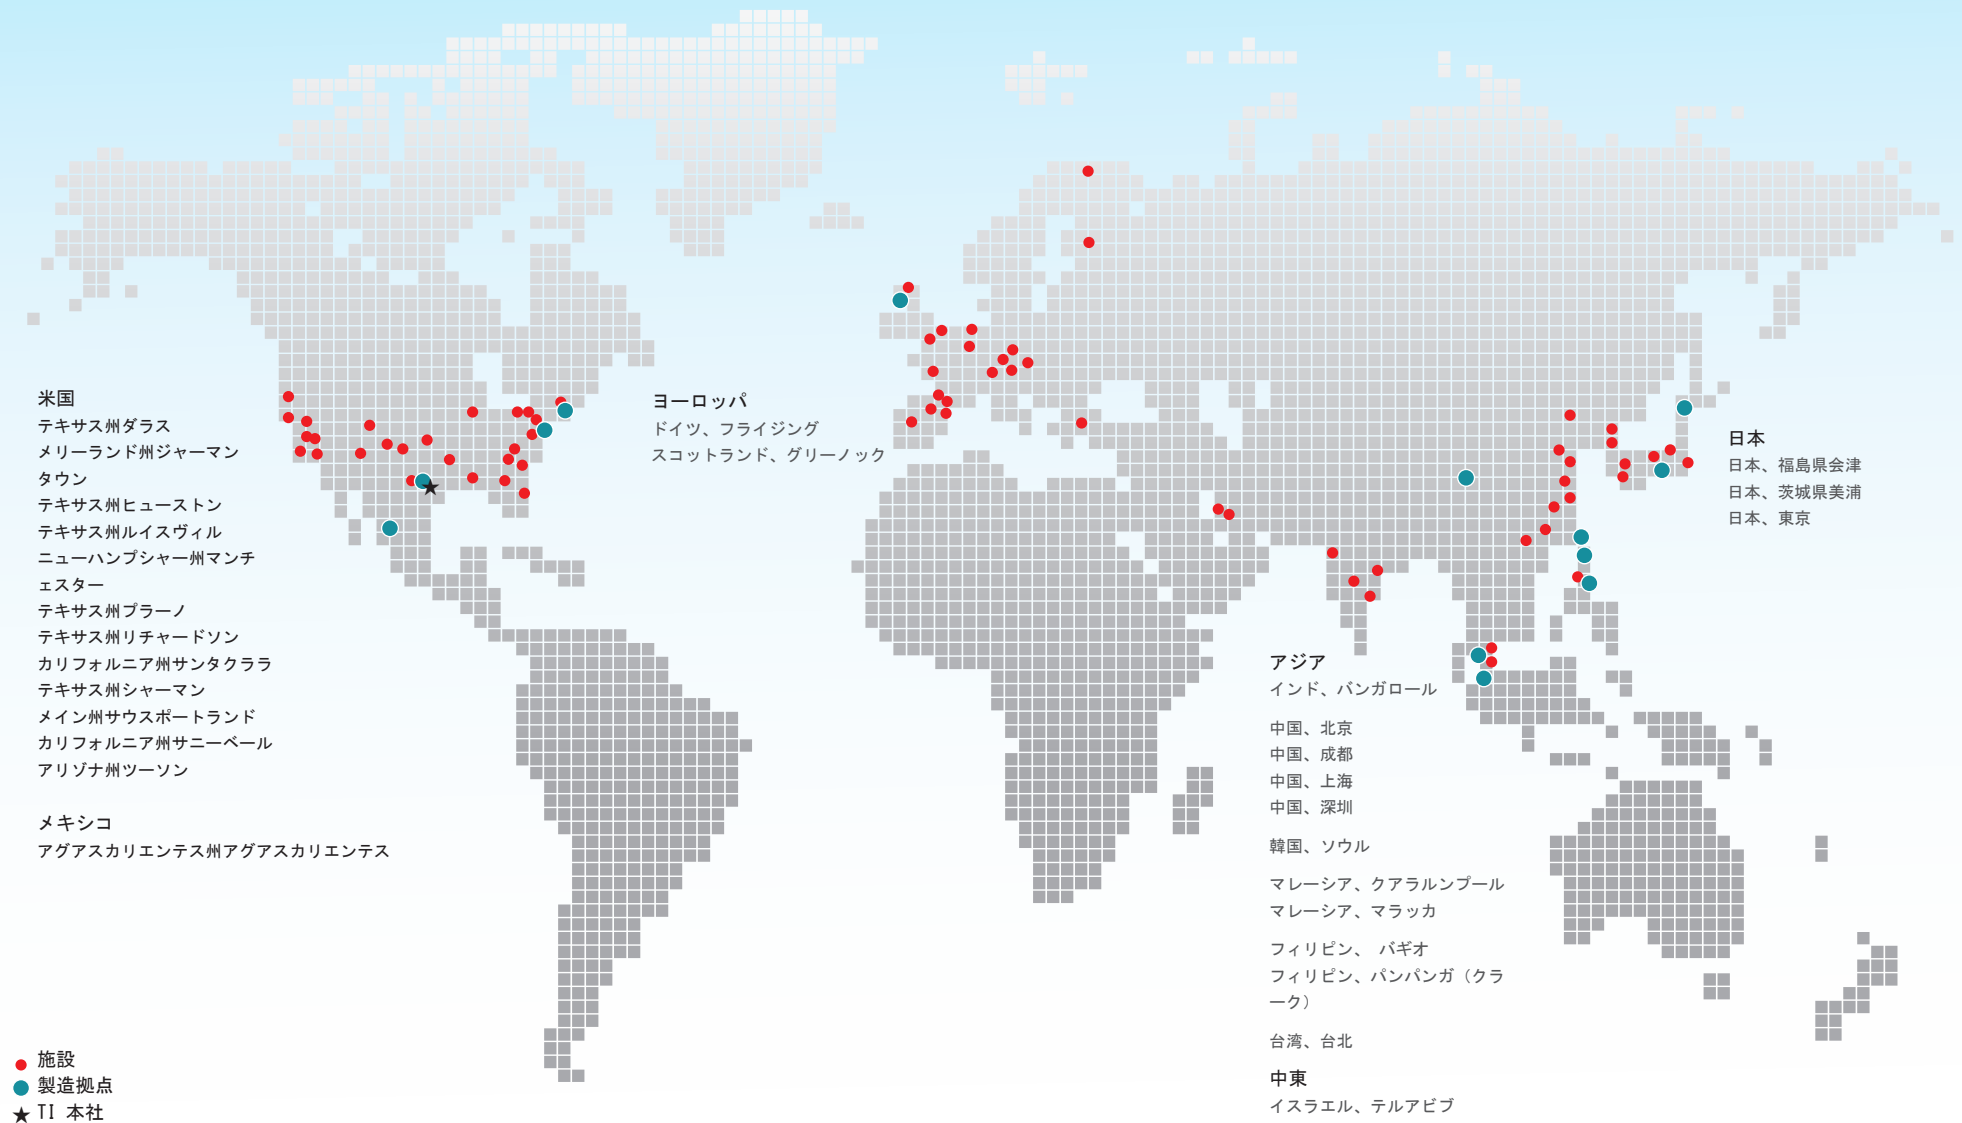 米国
テキサス州ダラス
メリーランド州ジャーマン
タウン
テキサス州ヒューストン
テキサス州ルイスヴィル
ニューハンプシャー州マンチ
ェスター
テキサス州プラーノ
テキサス州リチャードソン
カリフォルニア州サンタクララ
テキサス州シャーマン
メイン州サウスポートランド
カリフォルニア州サニーベール
アリゾナ州ツーソン
メキシコ
アグアスカリエンテス州アグアスカリエンテス
施設
製造拠点
TI 本社
ヨーロッパ
ドイツ、フライジング
スコットランド、グリーノック
アジア
インド、バンガロール
中国、北京
中国、成都
中国、上海
中国、深圳
韓国、ソウル
マレーシア、クアラルンプール
マレーシア、マラッカ
フィリピン、 バギオ
フィリピン、パンパンガ（クラ
ーク）
台湾、台北
中東
イスラエル、テルアビブ
日本
日本、福島県会津
日本、茨城県美浦
日本、東京